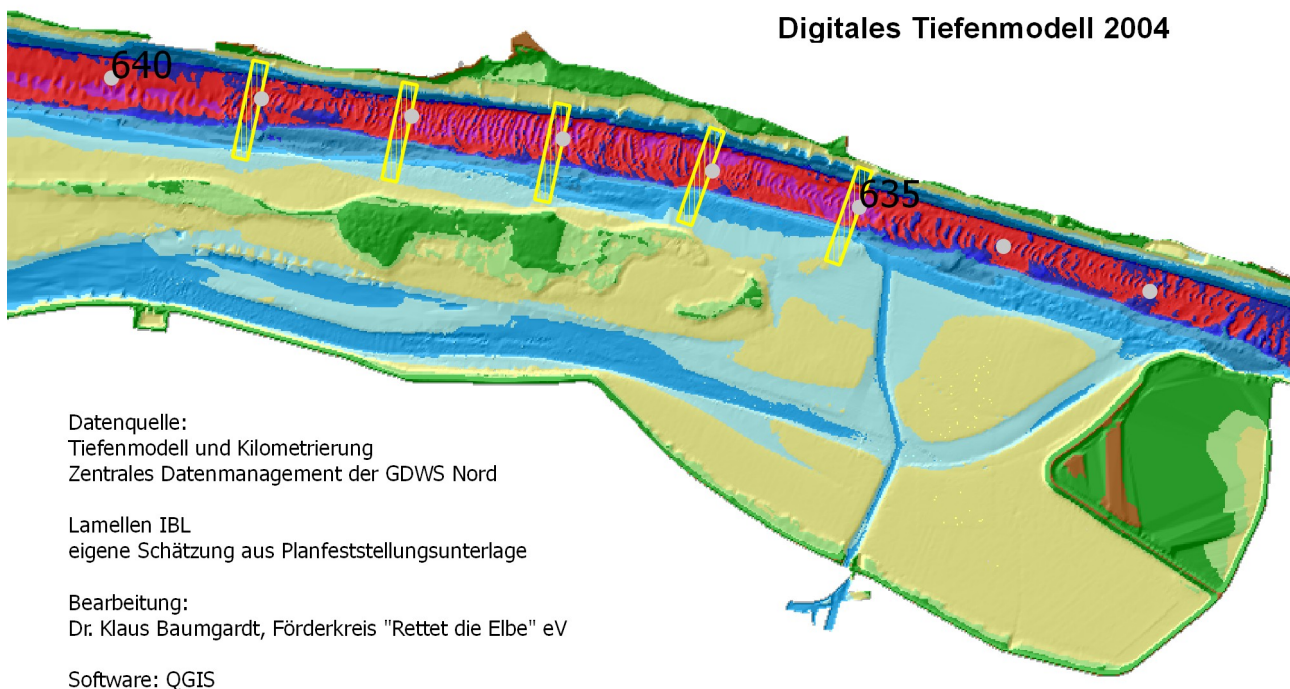 Digitales Tiefenmodell 2004
640
635
Datenquelle:
Tiefenmodell und Kilometrierung
Zentrales Datenmanagement der GDWS Nord
Lamellen IBL
eigene Schätzung aus Planfeststellungsunterlage
Bearbeitung:
Dr. Klaus Baumgardt, Förderkreis "Rettet die Elbe" eV
Software: QGIS